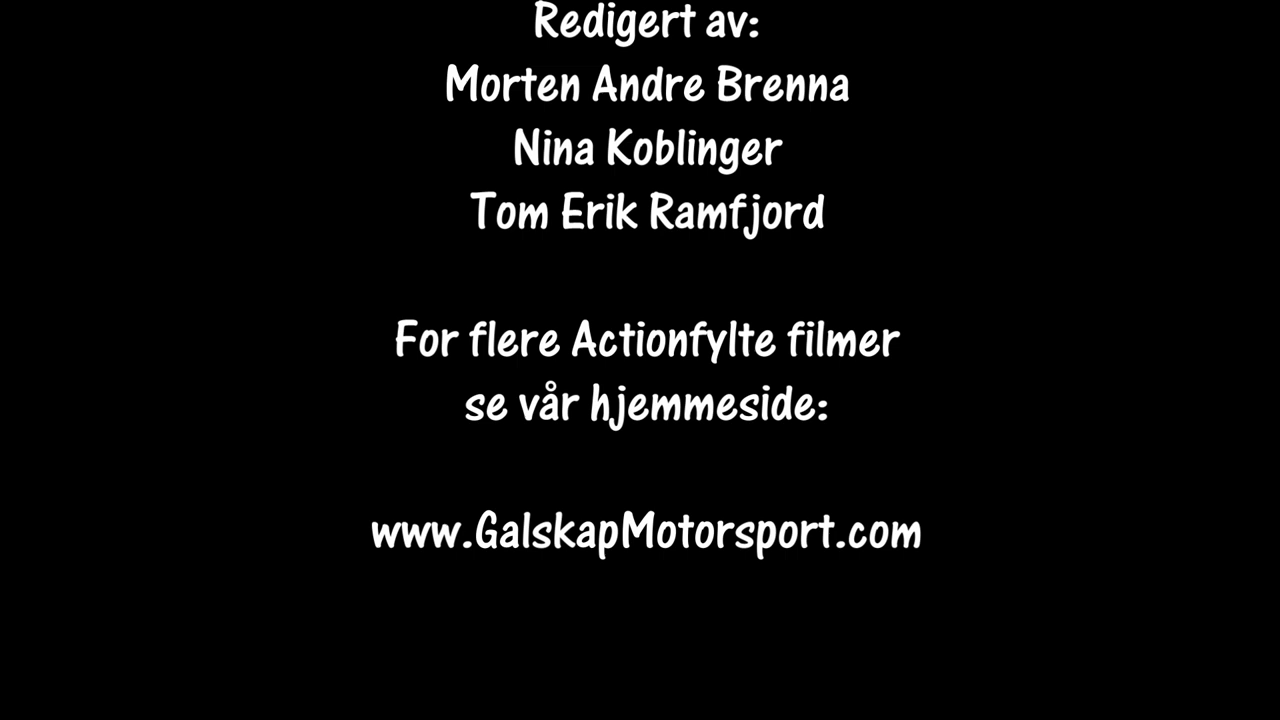 Redigert av:
Morten Andre Brenna
Nina Koblinger
Tom Erik Ramfjord
For flere Actionfylte filmer
se vår hjemmeside:
www.GalskapMotorsport.com